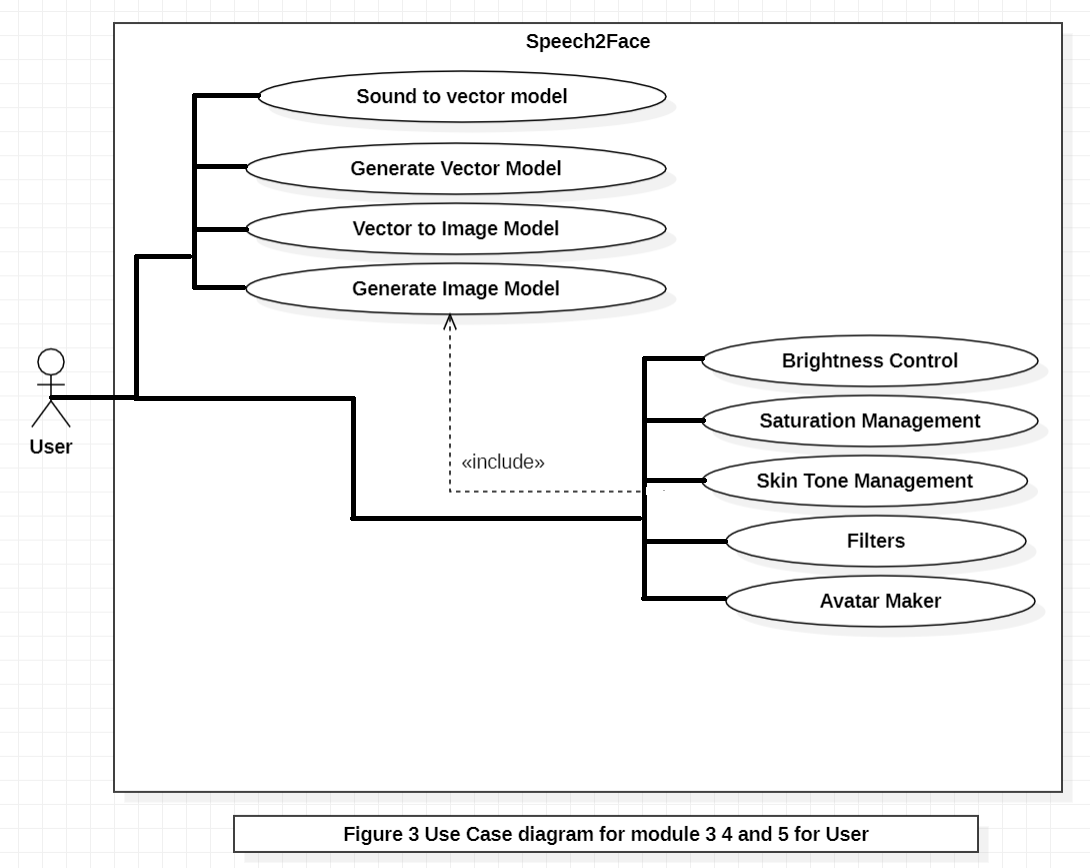 Speech2Face
Sound to vector model
Generate Vector Model
Vector to Image Model
Generate Image Model
Brightness Control
Saturation Management
User
«include»
Skin Tone Management
Filters
Avatar Maker
Figure 3 Use Case diagram for module 3 4 and 5 for User